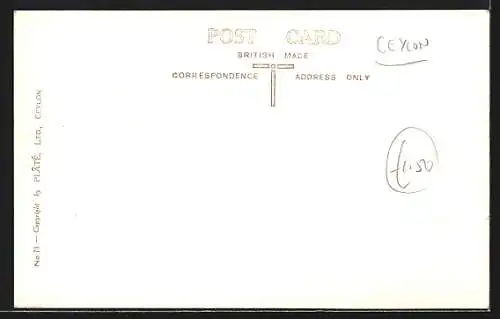 POST CARD
BRITISH MADE
CORRESPONDENCE ADDRESS ONLY
CEYLON
£1.50
No. 71 — Copyright by PLÂTÉ, LTD., CEYLON.